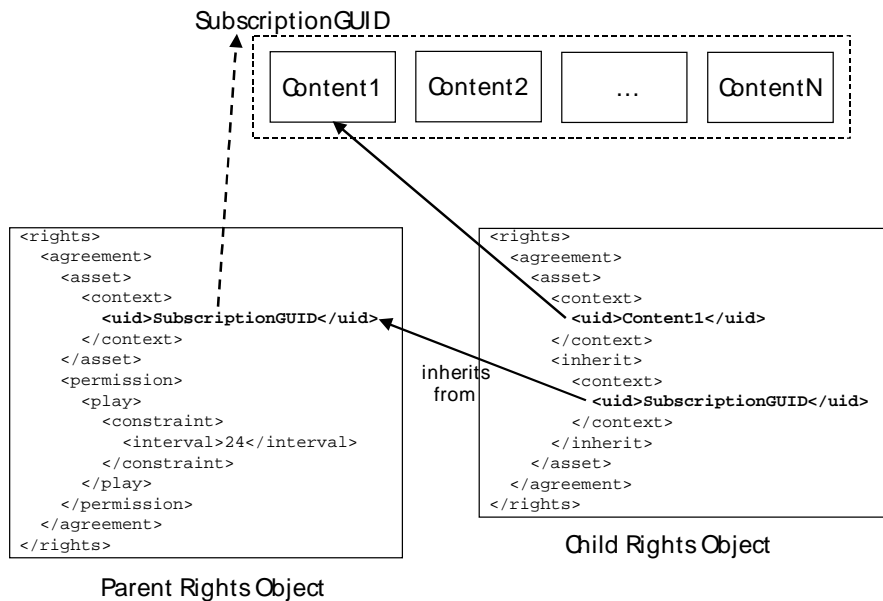 SubscriptionGUID
Content1
Content2
...
ContentN
<rights>
<agreement>
<asset>
<context>
<uid>SubscriptionGUID</uid>
</context>
</asset>
<permission>
<play>
<constraint>
<interval>24</interval>
</constraint>
</play>
</permission>
</agreement>
</rights>
Parent Rights Object
inherits
from
<rights>
<agreement>
<asset>
<context>
<uid>Content1</uid>
</context>
<inherit>
<context>
<uid>SubscriptionGUID</uid>
</context>
</inherit>
</asset>
</agreement>
</rights>
Child Rights Object